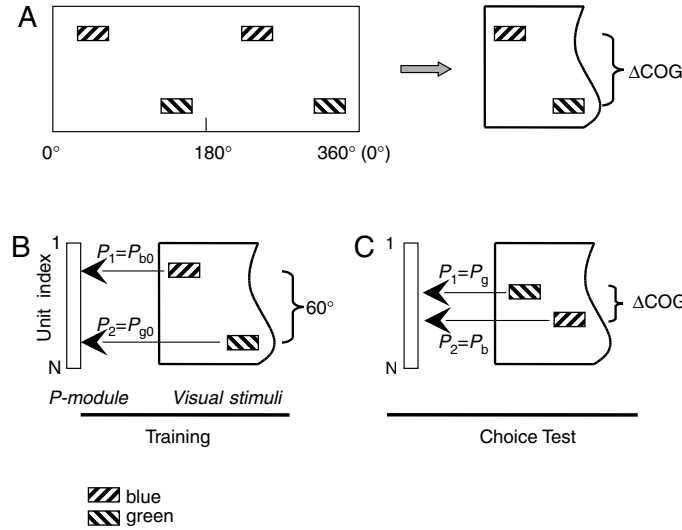 A
ΔCOG
0° 180° 360° (0°)
B
1
Unit index
N
P1=Pb0
P2=Pg0
60°
P-module Visual stimuli
Training
C
1
N
P1=Pg
P2=Pb
ΔCOG
Choice Test
blue
green